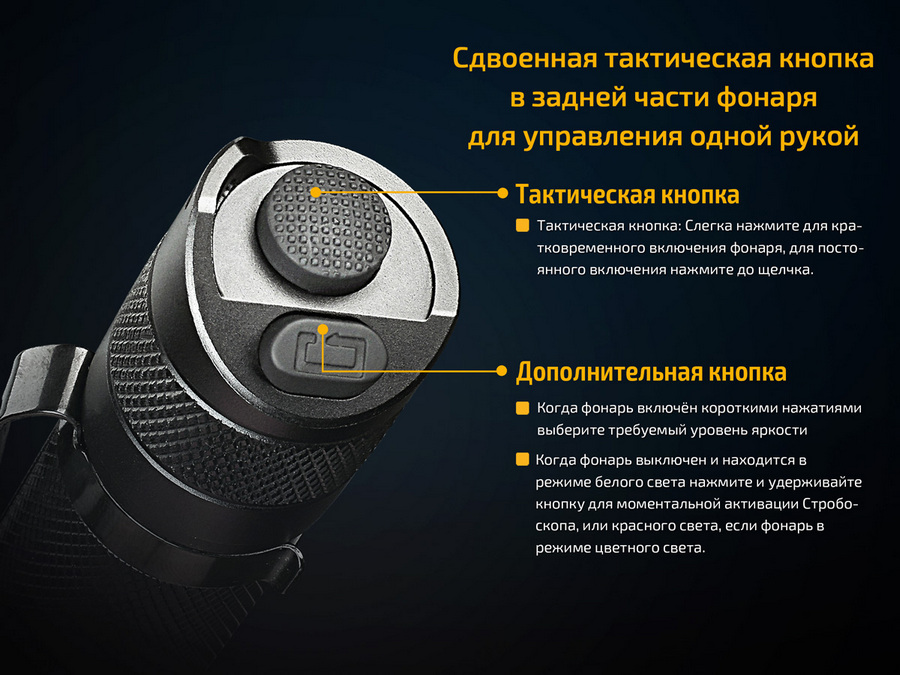 Сдвоенная тактическая кнопка
в задней части фонаря
для управления одной рукой
Тактическая кнопка
Тактическая кнопка: Слегка нажмите для кра-
тковременного включения фонаря, для посто-
янного включения нажмите до щелчка.
Дополнительная кнопка
Когда фонарь включён короткими нажатиями
выберите требуемый уровень яркости
Когда фонарь выключен и находится в
режиме белого света нажмите и удерживайте
кнопку для моментальной активации Стробо-
скопа, или красного света, если фонарь в
режиме цветного света.